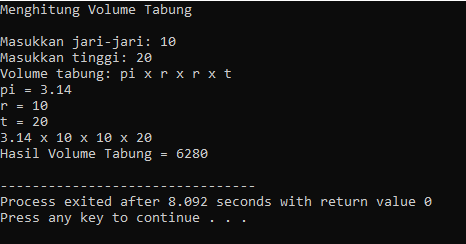 Menghitung Volume Tabung
Masukkan jari-jari: 10
Masukkan tinggi: 20
Volume tabung: pi x r x r x t
pi = 3.14
r = 10
t = 20
3.14 x 10 x 10 x 20
Hasil Volume Tabung = 6280
--------------------------------
Process exited after 8.092 seconds with return value 0
Press any key to continue . . .